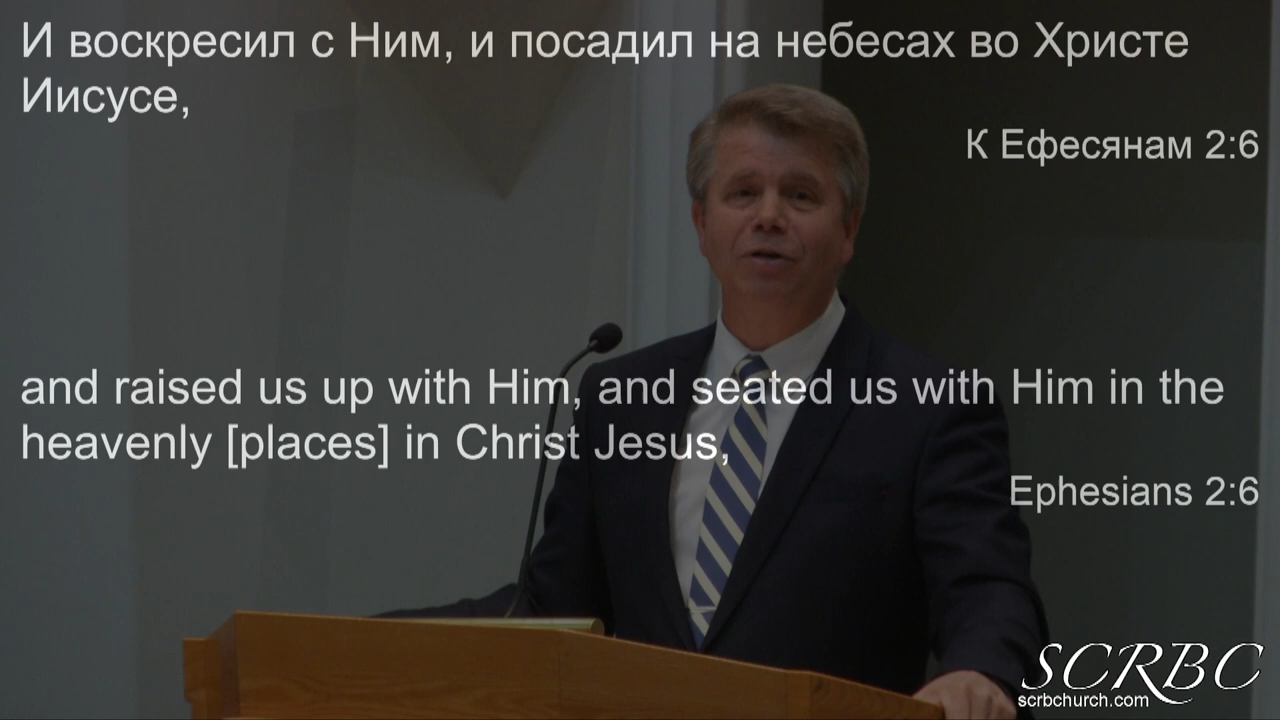 И воскресил с Ним, и посадил на небесах во Христе
Иисусе,
К Ефесянам 2:6
and raised us up with Him, and seated us with Him in the
heavenly [places] in Christ Jesus,
Ephesians 2:6
SCRBC
scrbchurch.com